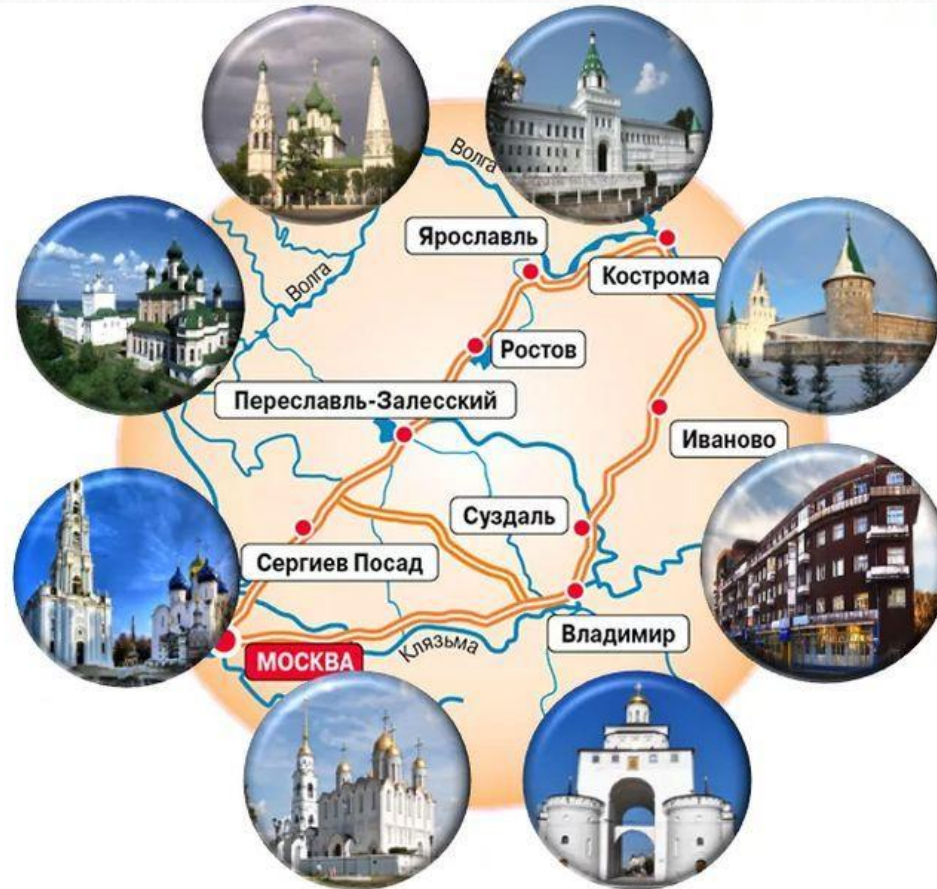 Волга
Ярославль
Кострома
Волга
Ростов
Переславль-Залесский
Иваново
Суздаль
Сергиев Посад
Владимир
Клязьма
МОСКВА